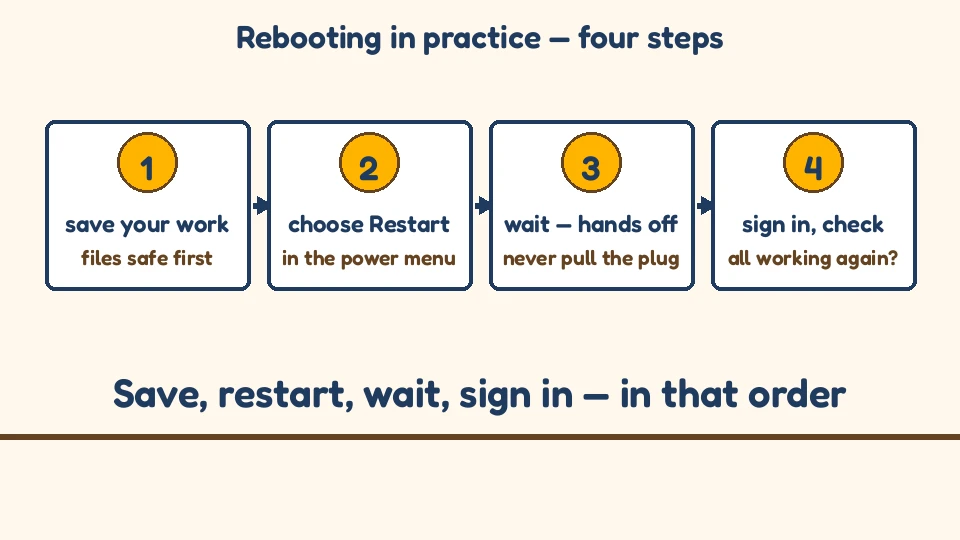 Rebooting in practice — four steps
1
save your work
files safe first
2
choose Restart
in the power menu
3
wait — hands off
never pull the plug
4
sign in, check
all working again?
Save, restart, wait, sign in — in that order